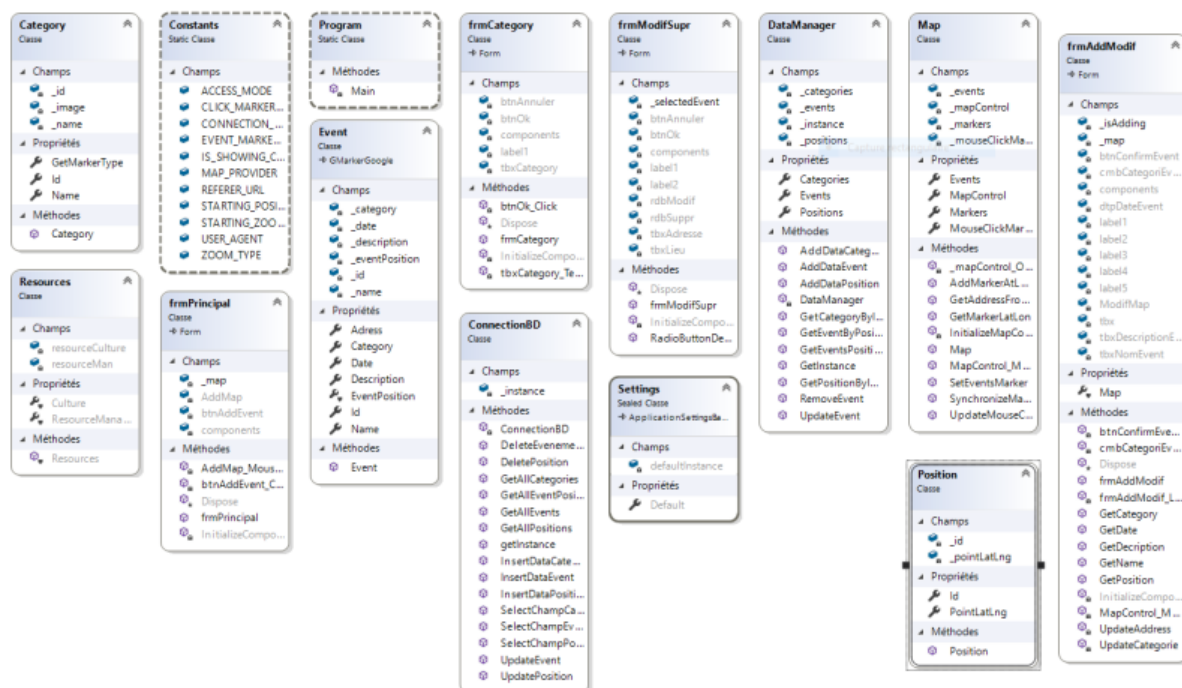 Category
Classe
Champs
_id
_image
_name
Propriétés
GetMarkerType
Id
Name
Méthodes
Category
Constants
Static Classe
Champs
ACCESS_MODE
CLICK_MARKER...
CONNECTION_...
EVENT_MARKE...
IS_SHOWING_C...
MAP_PROVIDER
REFERER_URL
STARTING_POSI...
STARTING_ZOO...
USER_AGENT
ZOOM_TYPE
Program
Static Classe
Méthodes
Main
Event
Classe
GMarkerGoogle
Champs
_category
_date
_description
_eventPosition
_id
_name
Propriétés
Adress
Category
Date
Description
EventPosition
Id
Name
Méthodes
Event
frmCategory
Classe
Form
Champs
btnAnnuler
btnOk
components
label1
tbxCategory
Méthodes
btnOk_Click
Dispose
frmCategory
InitializeCompo...
tbxCategory_Te...
frmModifSupr
Classe
Form
Champs
_selectedEvent
btnAnnuler
btnOk
components
label1
label2
rdbModif
rdbSuppr
tbxAdresse
tbxLieu
Méthodes
Dispose
frmModifSupr
InitializeCompo...
RadioButtonDe...
DataManager
Classe
Champs
_categories
_events
_instance
_positions
Propriétés
Categories
Events
Positions
Méthodes
AddDataCateg...
AddDataEvent
AddDataPosition
DataManager
GetCategoryByI...
GetEventByPosi...
GetEventsPositi...
GetInstance
GetPositionByI...
RemoveEvent
UpdateEvent
Map
Classe
Champs
_events
_mapControl
_markers
_mouseClickMa...
Propriétés
Events
MapControl
Markers
MouseClickMar...
Méthodes
_mapControl_O...
AddMarkerAtL...
GetAddressFro...
GetMarkerLatLon
InitializeMapCo...
Map
MapControl_M...
SetEventsMarker
SynchronizeMa...
UpdateMouseC...
frmAddModif
Classe
Form
Champs
_isAdding
_map
btnConfirmEvent
cmbCategoriEv...
components
dtpDateEvent
label1
label2
label3
label4
label5
ModifMap
tbx
tbxDescriptionE...
tbxNomEvent
Propriétés
Map
Méthodes
btnConfirmEve...
cmbCategoriEv...
Dispose
frmAddModif
frmAddModif_L...
GetCategory
GetDate
GetDecription
GetName
GetPosition
InitializeCompo...
MapControl_M...
UpdateAddress
UpdateCategorie
Resources
Classe
Champs
resourceCulture
resourceMan
Propriétés
Culture
ResourceMana...
Méthodes
Resources
frmPrincipal
Classe
Form
Champs
_map
AddMap
btnAddEvent
components
Méthodes
AddMap_Mous...
btnAddEvent_C...
Dispose
frmPrincipal
InitializeCompo...
ConnectionBD
Classe
Champs
_instance
Méthodes
ConnectionBD
DeleteEveneme...
DeletePosition
GetAllCategories
GetAllEventPosi...
GetAllEvents
GetAllPositions
getInstance
InsertDataCate...
InsertDataEvent
InsertDataPositi...
SelectChampCa...
SelectChampEv...
SelectChampPo...
UpdateEvent
UpdatePosition
Settings
Sealed Classe
ApplicationSettingsBa...
Champs
defaultInstance
Propriétés
Default
Position
Classe
Champs
_id
_pointLatLng
Propriétés
Id
PointLatLng
Méthodes
Position